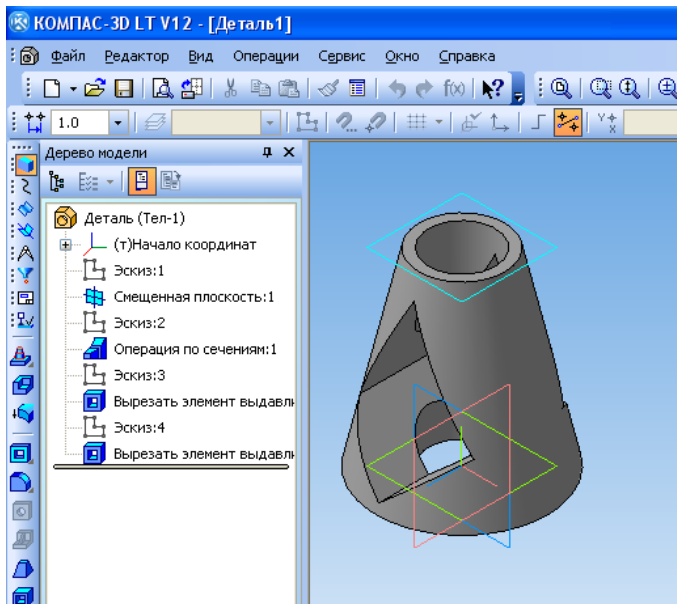 КОМПАС-3D LT V12 - [Деталь1]
Файл Редактор Вид Операции Сервис Окно Справка
f(x)
1.0
Дерево модели
Деталь (Тел-1)
(т)Начало координат
Эскиз:1
Смещенная плоскость:1
Эскиз:2
Операция по сечениям:1
Эскиз:3
Вырезать элемент выдавли
Эскиз:4
Вырезать элемент выдавли